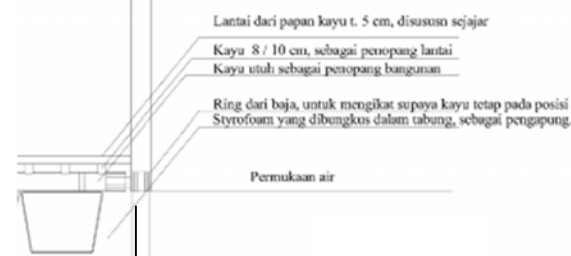 Lantai dari papan kayu t. 5 cm, disususn sejajar
Kayu 8 / 10 cm, sebagai penopang lantai
Kayu utuh sebagai penopang bangunan
Ring dari baja, untuk mengikat supaya kayu tetap pada posisi
Styrofoam yang dibungkus dalam tabung, sebagai pengapung.
Permukaan air